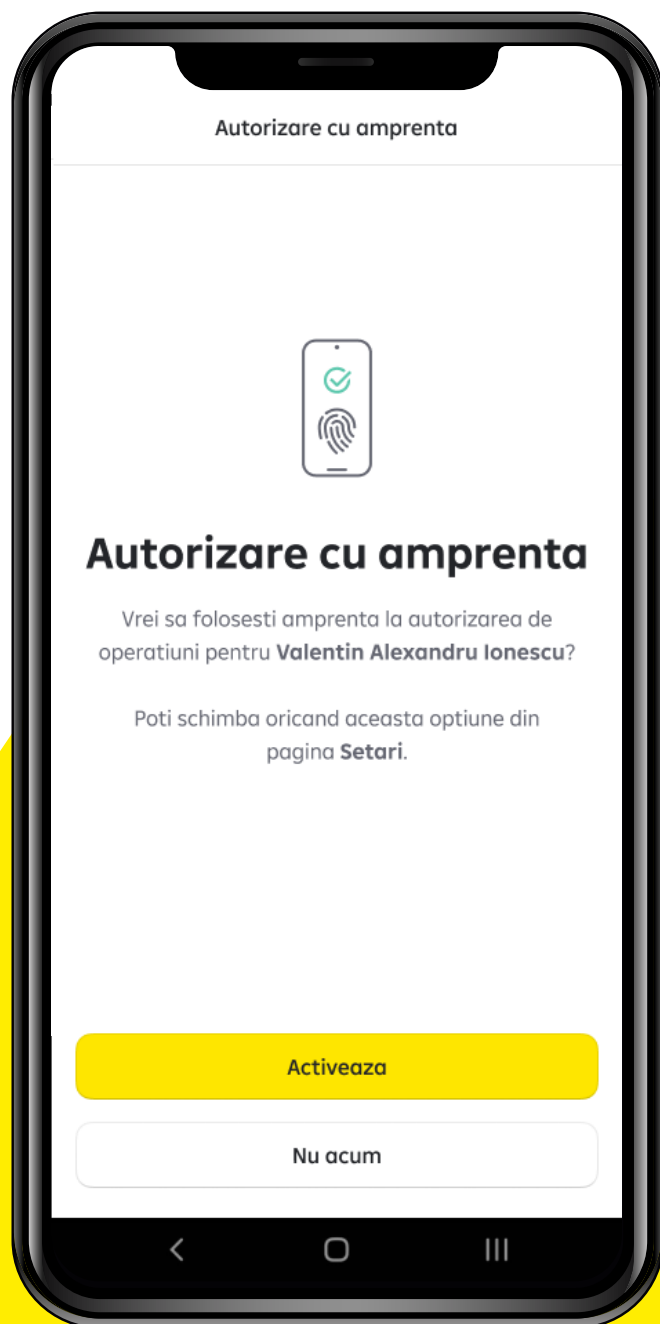 Autorizare cu amprenta
Autorizare cu amprenta
Vrei sa folosesti amprenta la autorizarea de
operatiuni pentru Valentin Alexandru Ionescu?
Poti schimba oricand aceasta optiune din
pagina Setari.
Activeaza
Nu acum